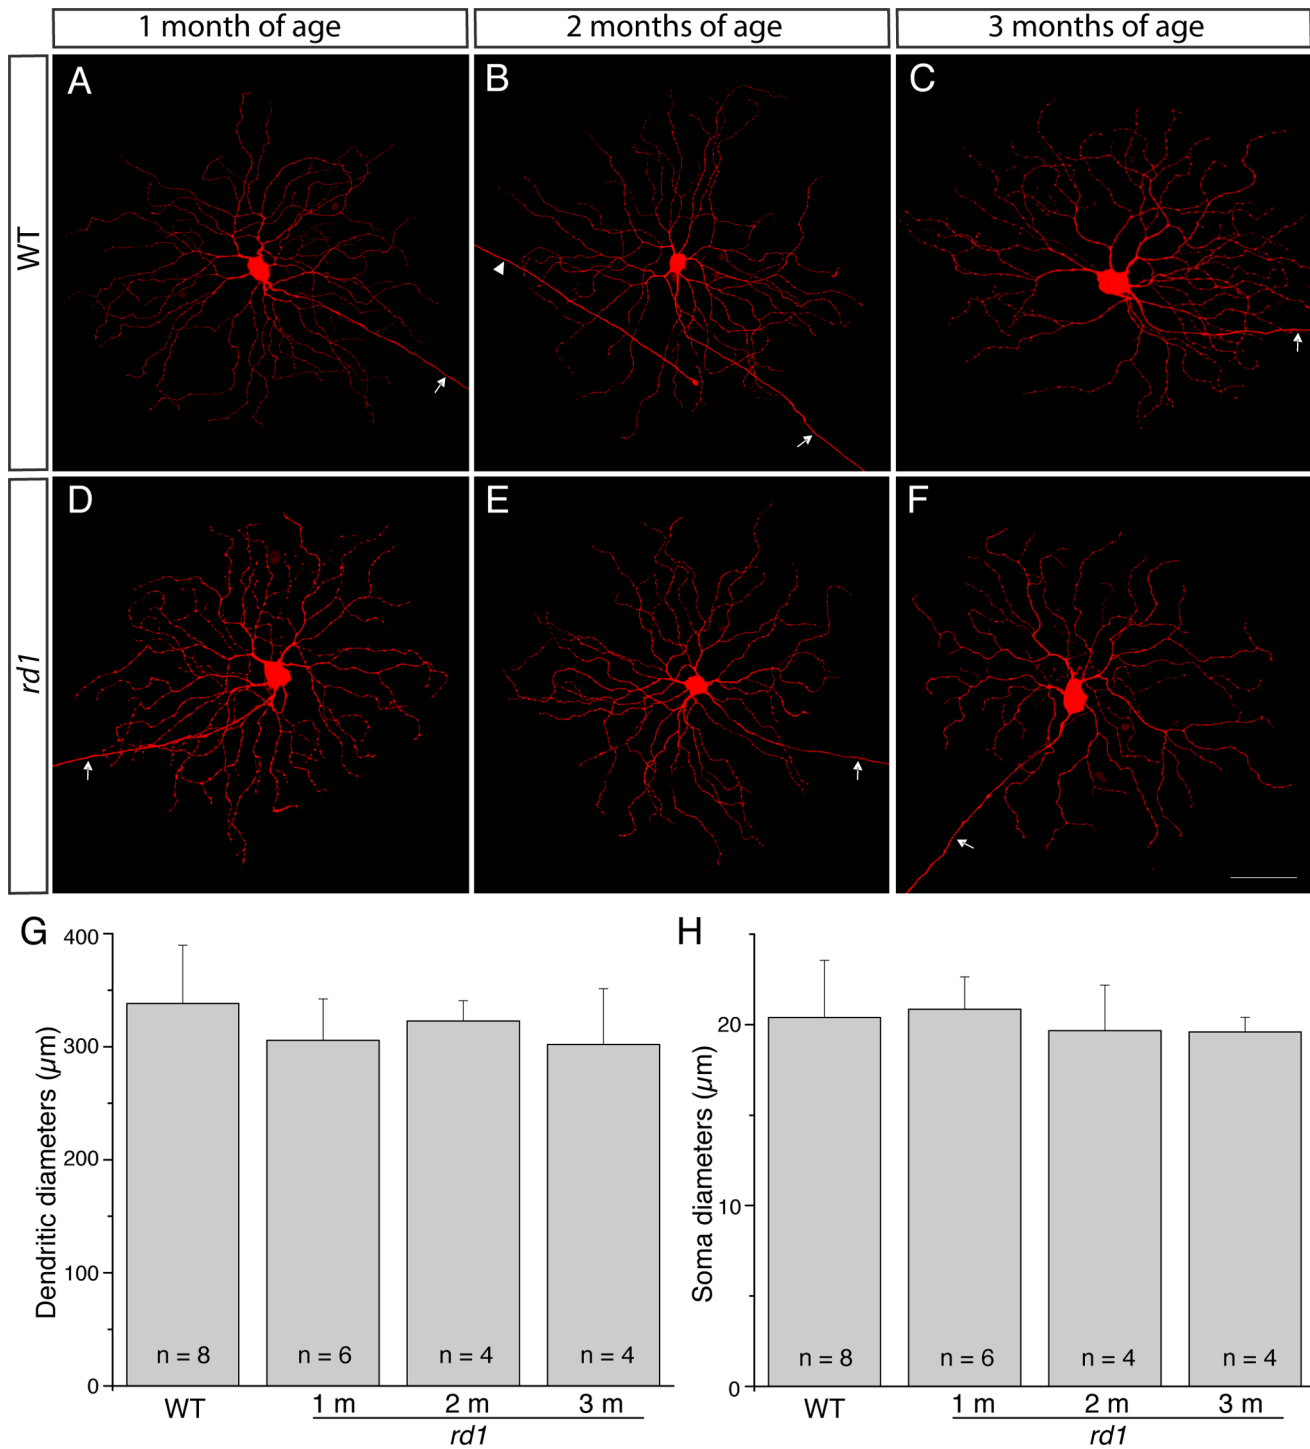 1 month of age
2 months of age
3 months of age
WT
A
B
C
rd1
D
E
F
G
Dendritic diameters (µm)
400
300
200
100
0
n = 8
n = 6
n = 4
n = 4
WT
1 m
2 m
3 m
rd1
H
Soma diameters (µm)
20
10
0
n = 8
n = 6
n = 4
n = 4
WT
1 m
2 m
3 m
rd1